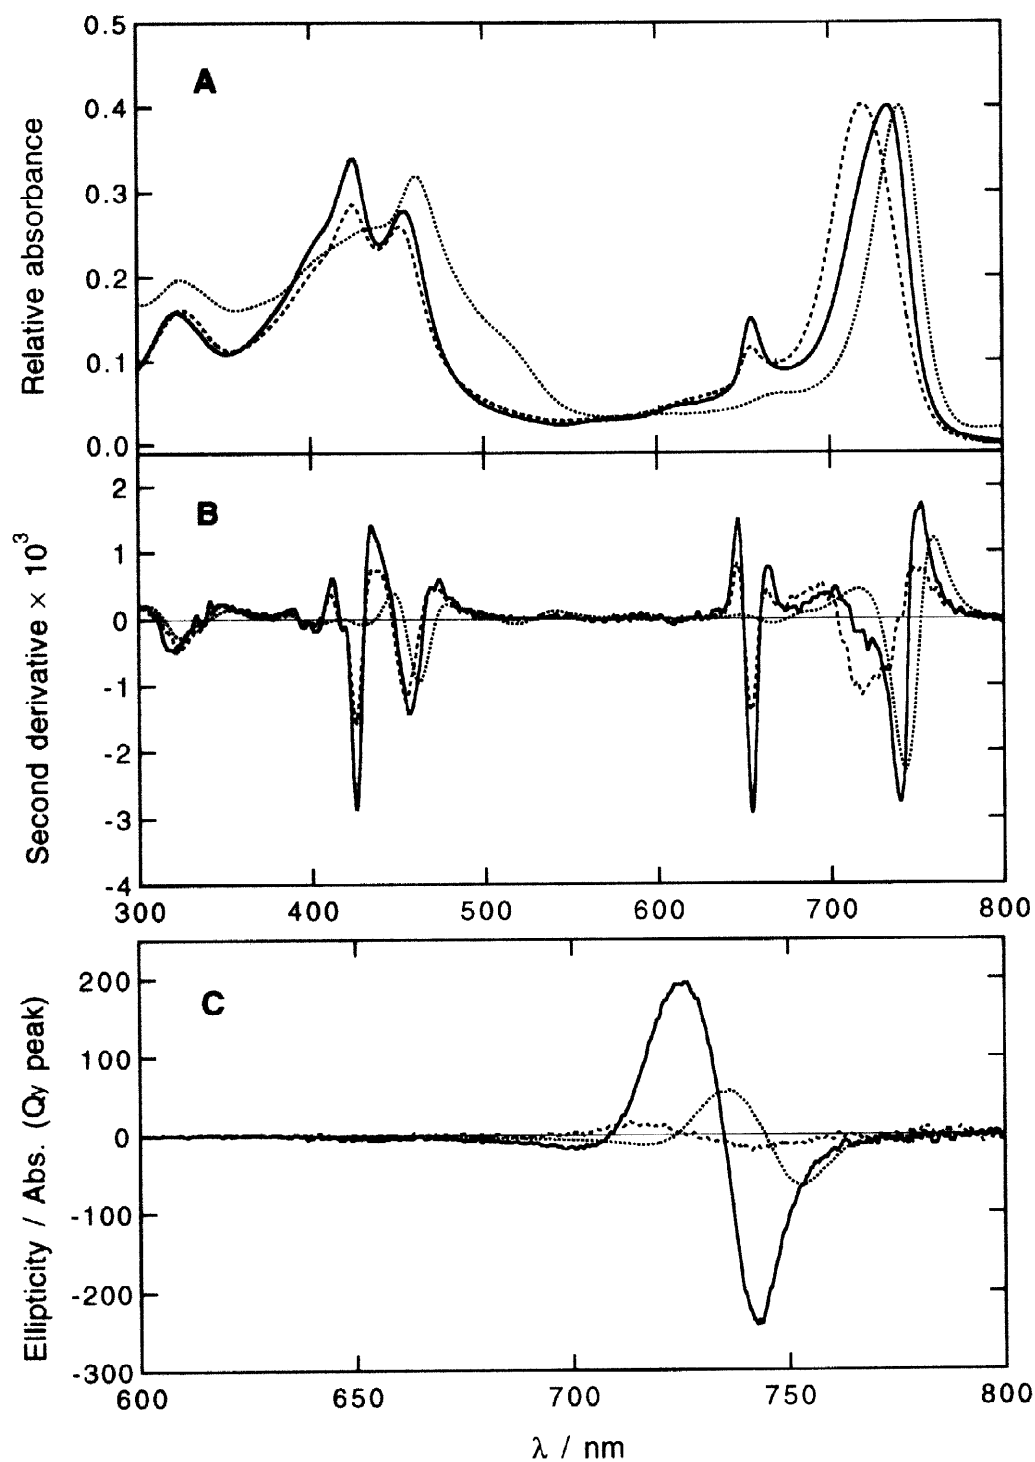 0.5
A
0.4
0.3
0.2
0.1
0.0
Relative absorbance
2
B
1
0
-1
-2
-3
-4
Second derivative × 10³
300 400 500 600 700 800
200
C
100
0
-100
-200
-300
Ellipticity / Abs. (Qy peak)
600 650 700 750 800
λ / nm